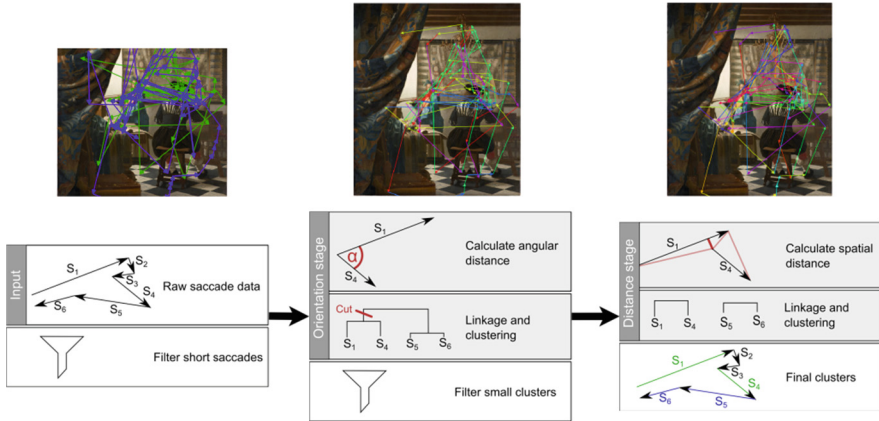 Input
S1
S2
S3
S4
S5
S6
Raw saccade data
Filter short saccades
Orientation stage
S1
α
S4
Calculate angular
distance
Cut
S1 S4 S5 S6
Linkage and
clustering
Filter small clusters
Distance stage
S1
S4
Calculate spatial
distance
S1 S4 S5 S6
Linkage and
clustering
S1
S2
S3
S4
S5
S6
Final clusters